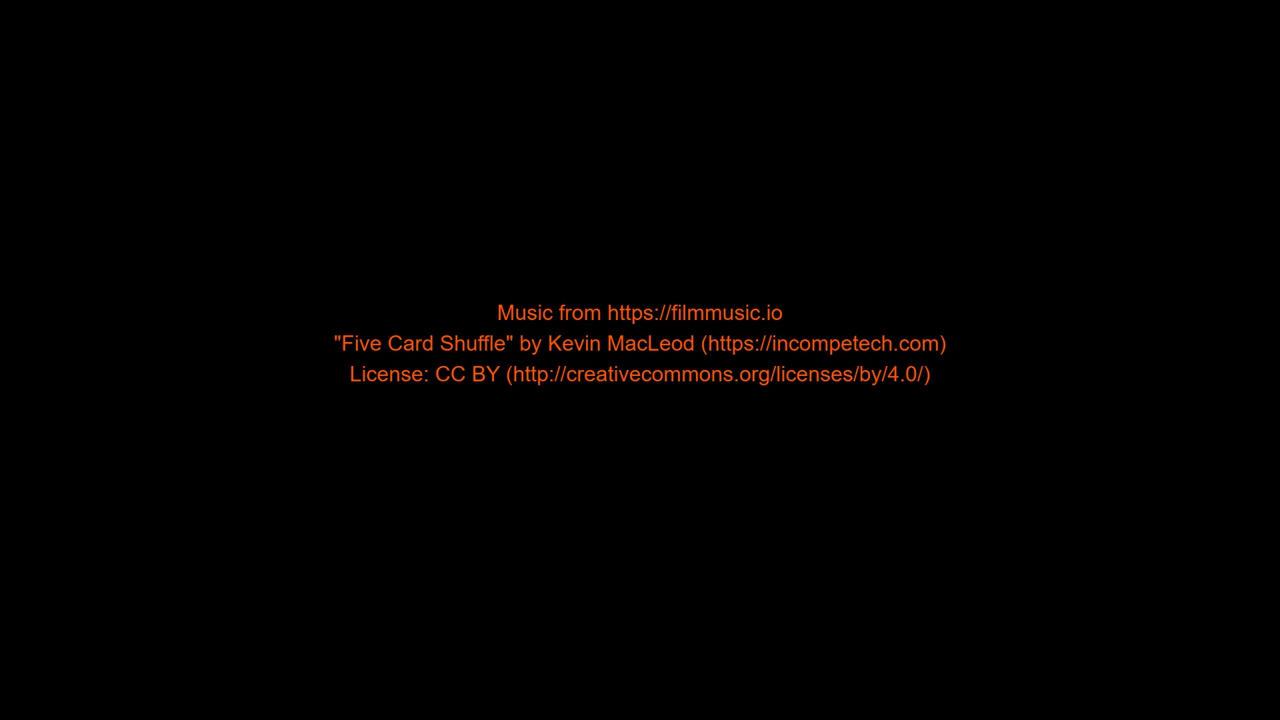 Music from https://filmmusic.io
"Five Card Shuffle" by Kevin MacLeod (https://incompetech.com)
License: CC BY (http://creativecommons.org/licenses/by/4.0/)